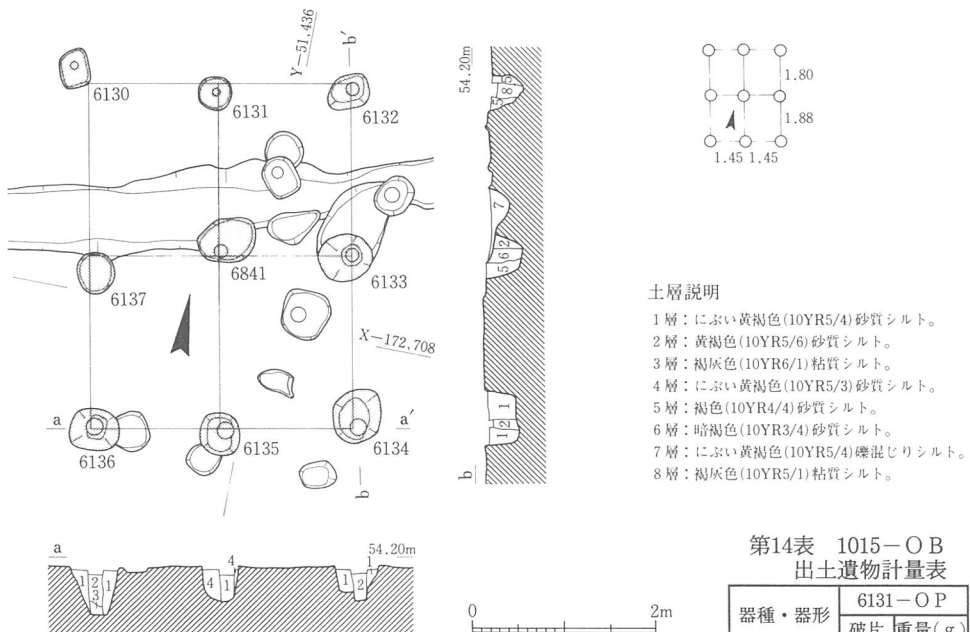 Y-51.436
b′
6130
6131
6132
6841
6133
6137
X-172.708
a
a′
6136
6135
6134
b
54.20m
5
8
5
7
2
6
5
1
2
1
b
1.80
1.88
1.45 1.45
土層説明
1層：にぶい黄褐色(10YR5/4)砂質シルト。
2層：黄褐色(10YR5/6)砂質シルト。
3層：褐灰色(10YR6/1)粘質シルト。
4層：にぶい黄褐色(10YR5/3)砂質シルト。
5層：褐色(10YR4/4)砂質シルト。
6層：暗褐色(10YR3/4)砂質シルト。
7層：にぶい黄褐色(10YR5/4)礫混じりシルト。
8層：褐灰色(10YR5/1)粘質シルト。
a
54.20m
1
2
3
1
4
4
1
1
1
2
0
2m
第14表 1015-OB
出土遺物計量表
器種・器形
6131-OP
破片
重量(g)